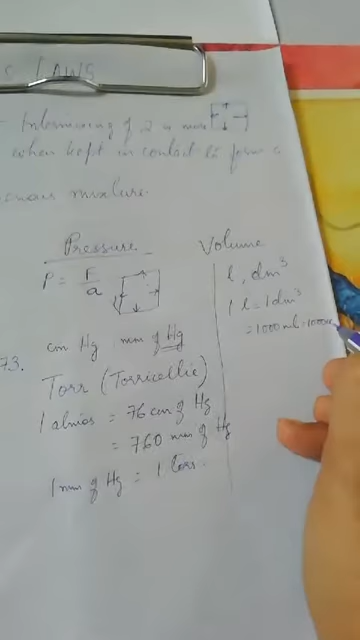 LAWS
Intermixing of 2 or more
when kept in contact to form a
mixture.
Pressure
Volume
P = F/a
l, dm³
1 l = 1 dm³
= 1000 ml = 1000
cm Hg mm of Hg
73.
Torr (Torricellie)
1 atmos = 76 cm of Hg
= 760 mm of Hg
1 mm of Hg = 1 Torr.